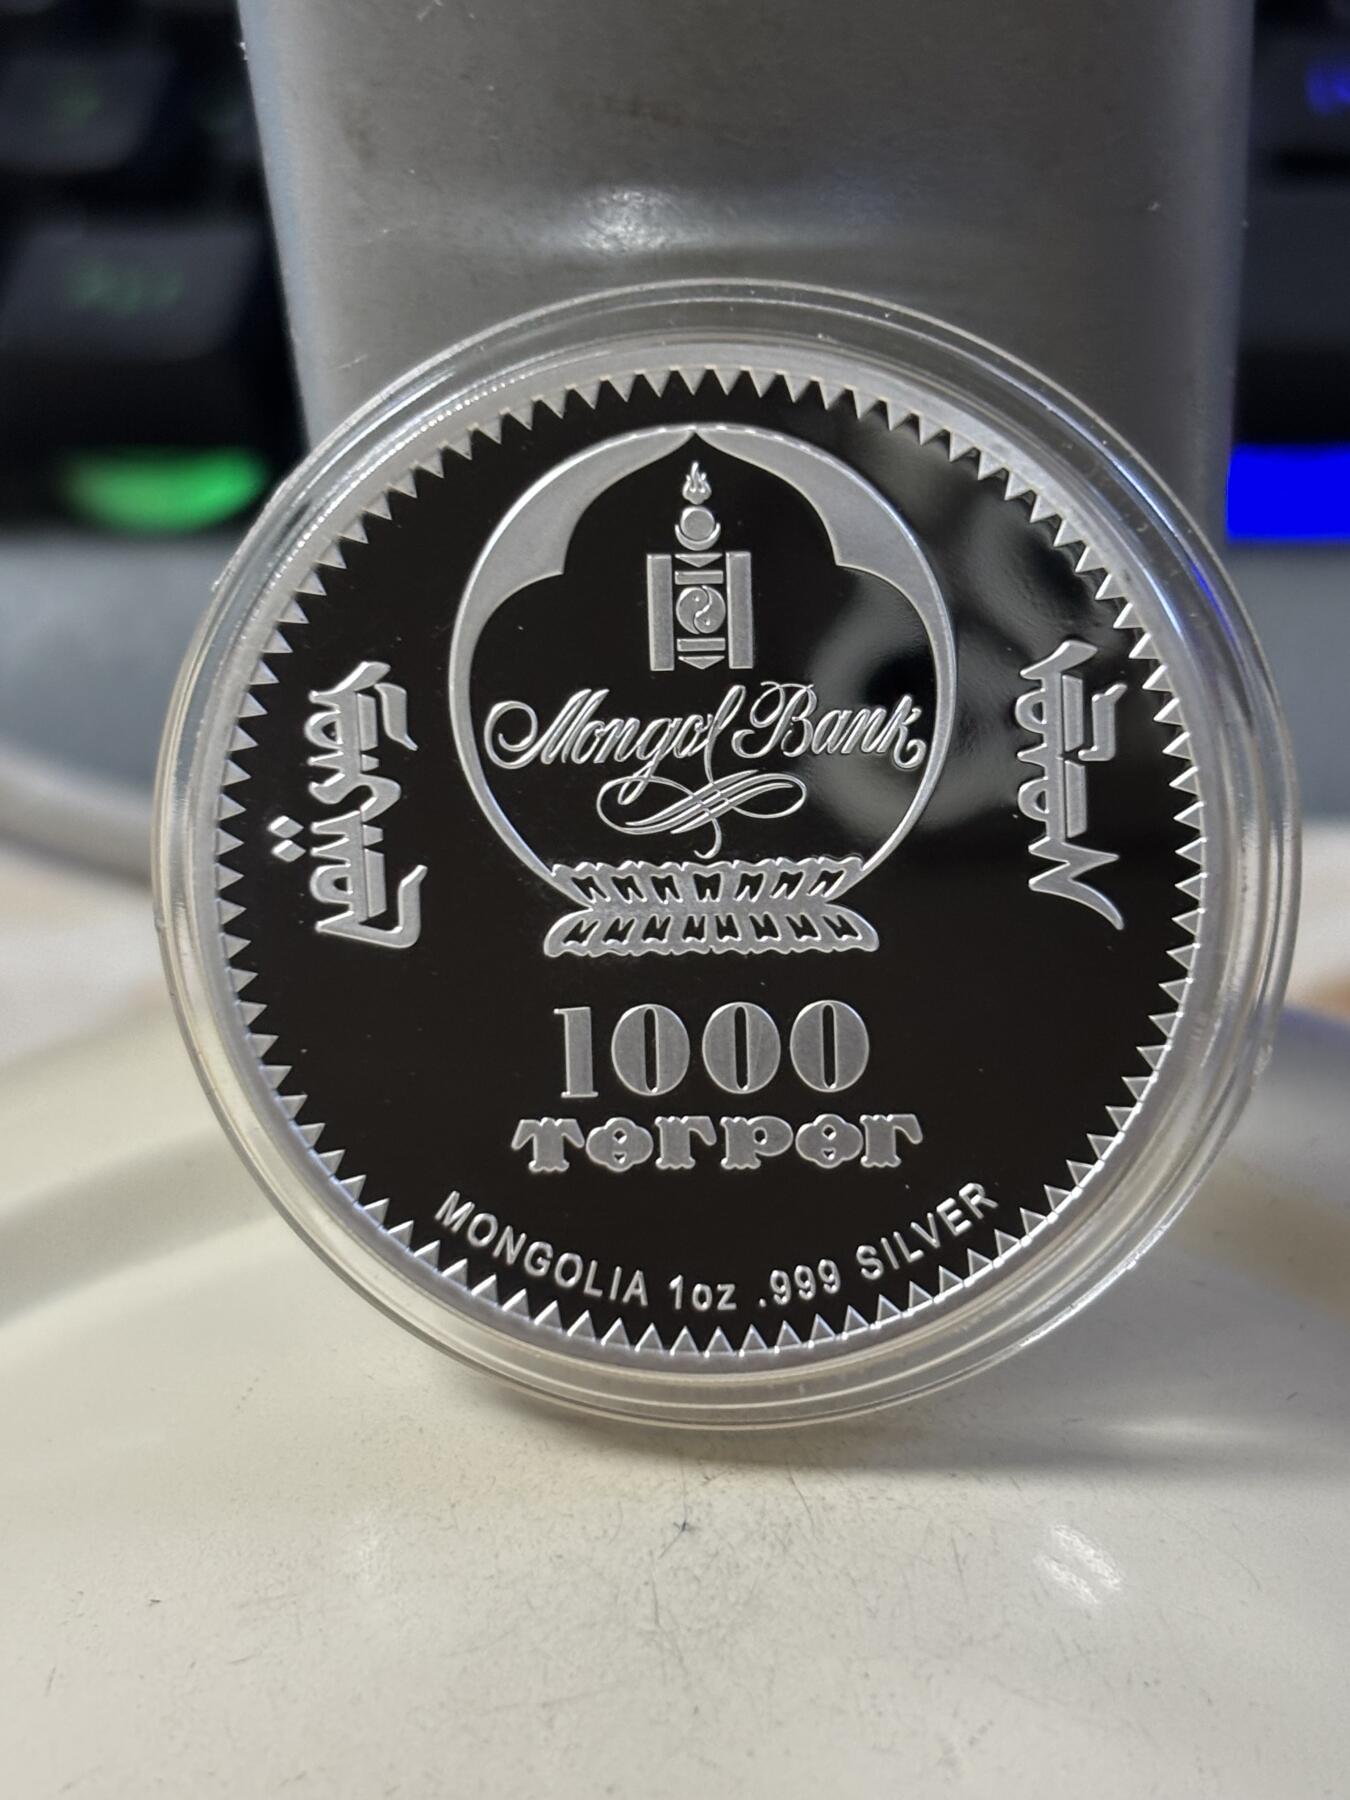 Mongol Bank
1000
төгрөг
MONGOLIA 1oz .999 SILVER